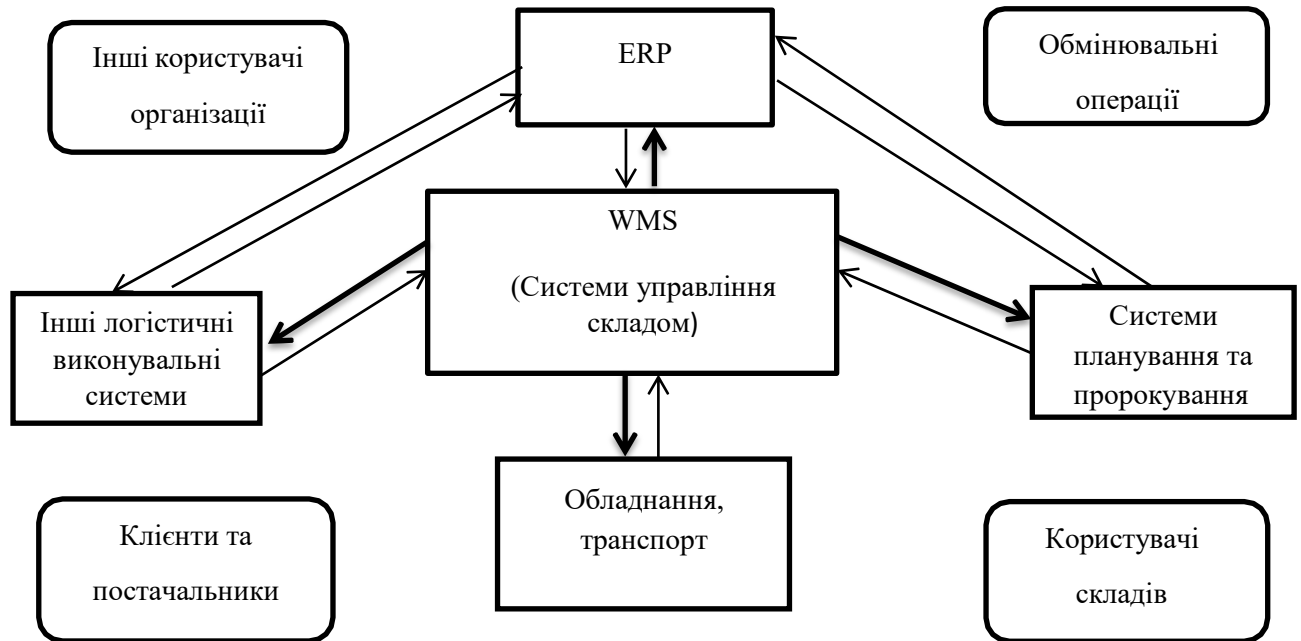 Інші користувачі
організації
ERP
Обмінювальні
операції
WMS
(Системи управління
складом)
Інші логістичні
виконувальні
системи
Системи
планування та
пророкування
Обладнання,
транспорт
Клієнти та
постачальники
Користувачі
складів